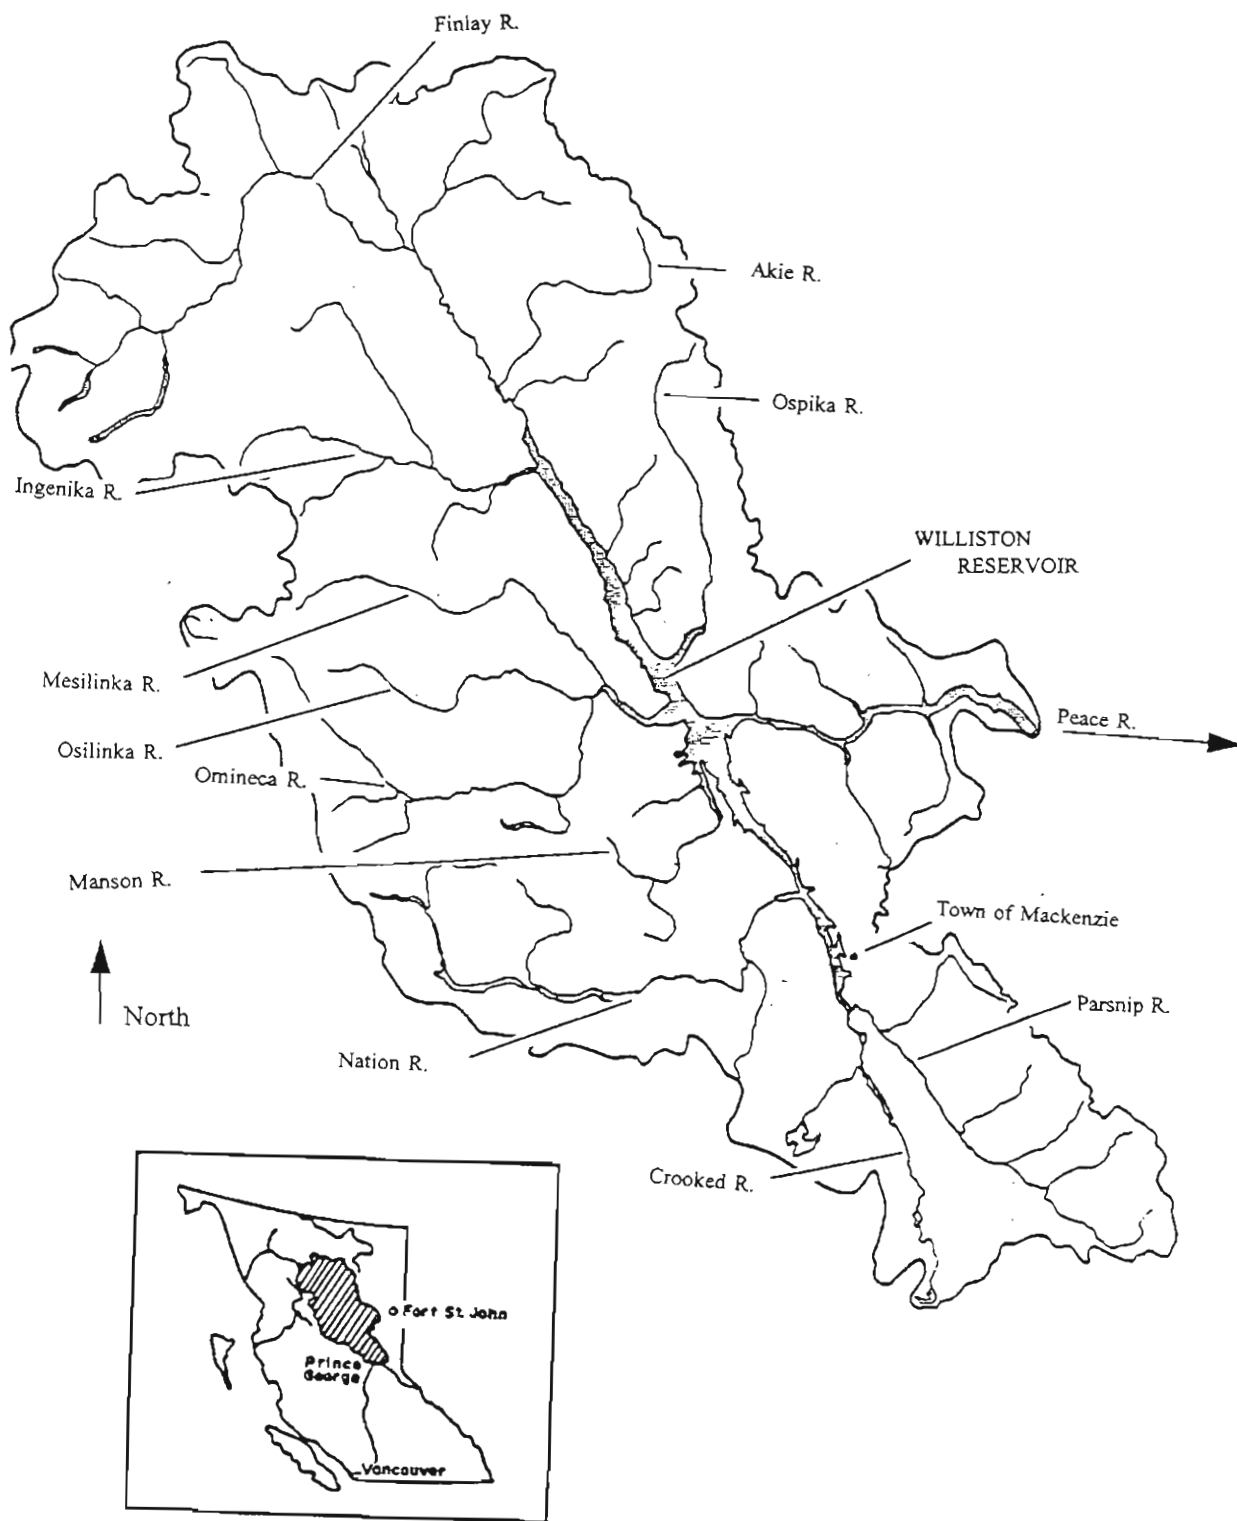 Finlay R.
Akie R.
Ospika R.
Ingenika R.
WILLISTON
RESERVOIR
Mesilinka R.
Osilinka R.
Peace R.
Omineca R.
Manson R.
Town of Mackenzie
North
Parsnip R.
Nation R.
Crooked R.
Fort St. John
Prince
George
Vancouver